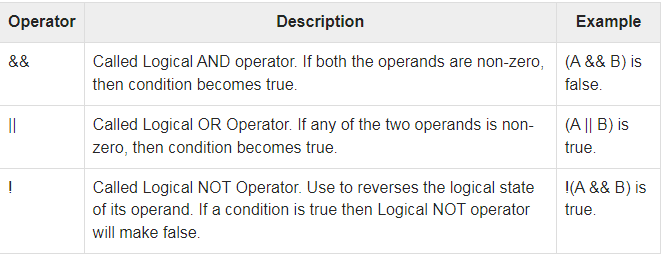 Operator Description Example
&& Called Logical AND operator. If both the operands are non-zero, (A && B) is
then condition becomes true. false.
|| Called Logical OR Operator. If any of the two operands is non- (A || B) is
zero, then condition becomes true. true.
! Called Logical NOT Operator. Use to reverses the logical state !(A && B) is
of its operand. If a condition is true then Logical NOT operator true.
will make false.